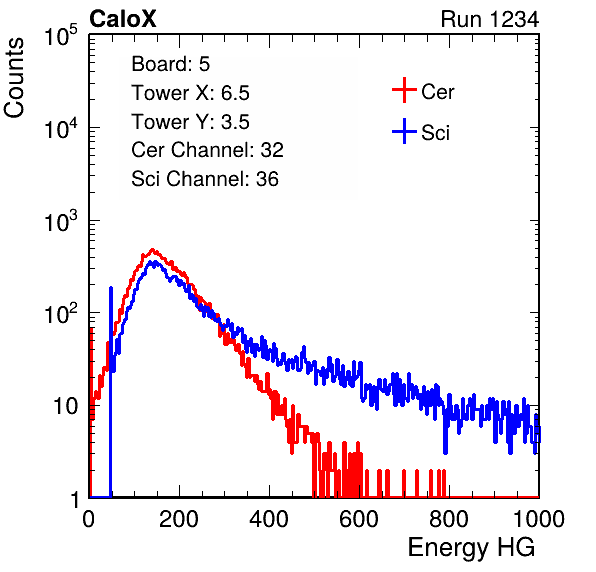 CaloX Run 1234
Counts
Board: 5
Tower X: 6.5
Tower Y: 3.5
Cer Channel: 32
Sci Channel: 36
Cer
Sci
10^5
10^4
10^3
10^2
10
1
0 200 400 600 800 1000
Energy HG